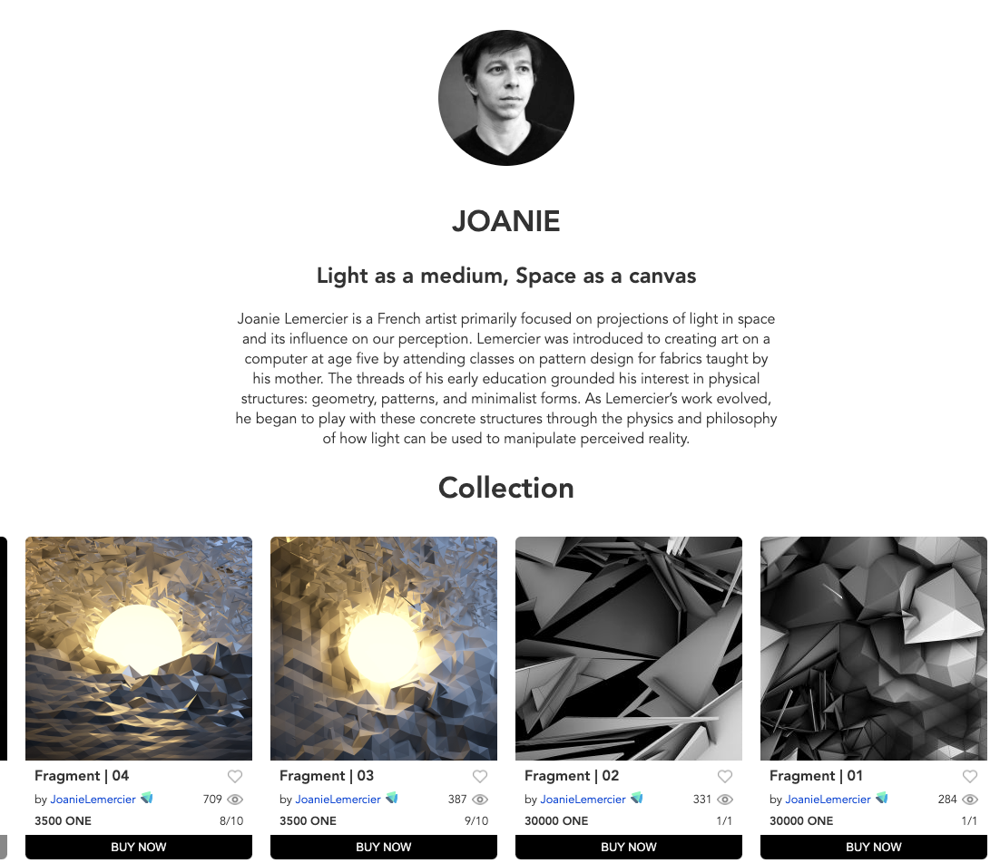 JOANIE
Light as a medium, Space as a canvas
Joanie Lemercier is a French artist primarily focused on projections of light in space
and its influence on our perception. Lemercier was introduced to creating art on a
computer at age five by attending classes on pattern design for fabrics taught by
his mother. The threads of his early education grounded his interest in physical
structures: geometry, patterns, and minimalist forms. As Lemercier’s work evolved,
he began to play with these concrete structures through the physics and philosophy
of how light can be used to manipulate perceived reality.
Collection
Fragment | 04
by JoanieLemercier 709
3500 ONE 8/10
BUY NOW
Fragment | 03
by JoanieLemercier 387
3500 ONE 9/10
BUY NOW
Fragment | 02
by JoanieLemercier 331
30000 ONE 1/1
BUY NOW
Fragment | 01
by JoanieLemercier 284
30000 ONE 1/1
BUY NOW